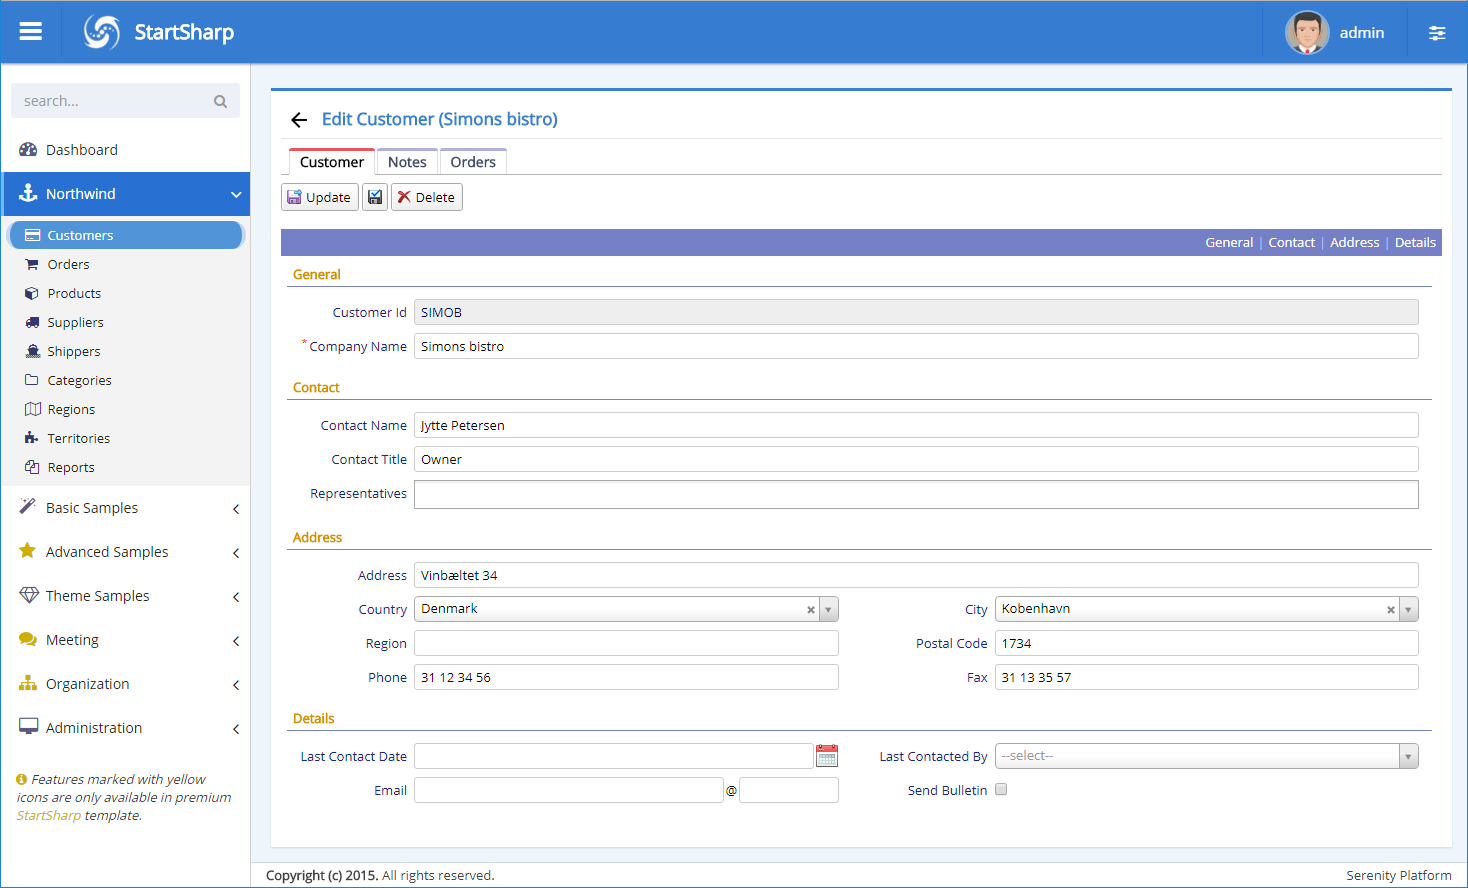 StartSharp
admin
search...
Dashboard
Northwind
Customers
Orders
Products
Suppliers
Shippers
Categories
Regions
Territories
Reports
Basic Samples
Advanced Samples
Theme Samples
Meeting
Organization
Administration
Features marked with yellow
icons are only available in premium
StartSharp template.
Edit Customer (Simons bistro)
Customer Notes Orders
Update Delete
General | Contact | Address | Details
General
Customer Id SIMOB
*Company Name Simons bistro
Contact
Contact Name Jytte Petersen
Contact Title Owner
Representatives
Address
Address Vinbæltet 34
Country Denmark City Kobenhavn
Region Postal Code 1734
Phone 31 12 34 56 Fax 31 13 35 57
Details
Last Contact Date Last Contacted By --select--
Email @ Send Bulletin
Copyright (c) 2015. All rights reserved. Serenity Platform